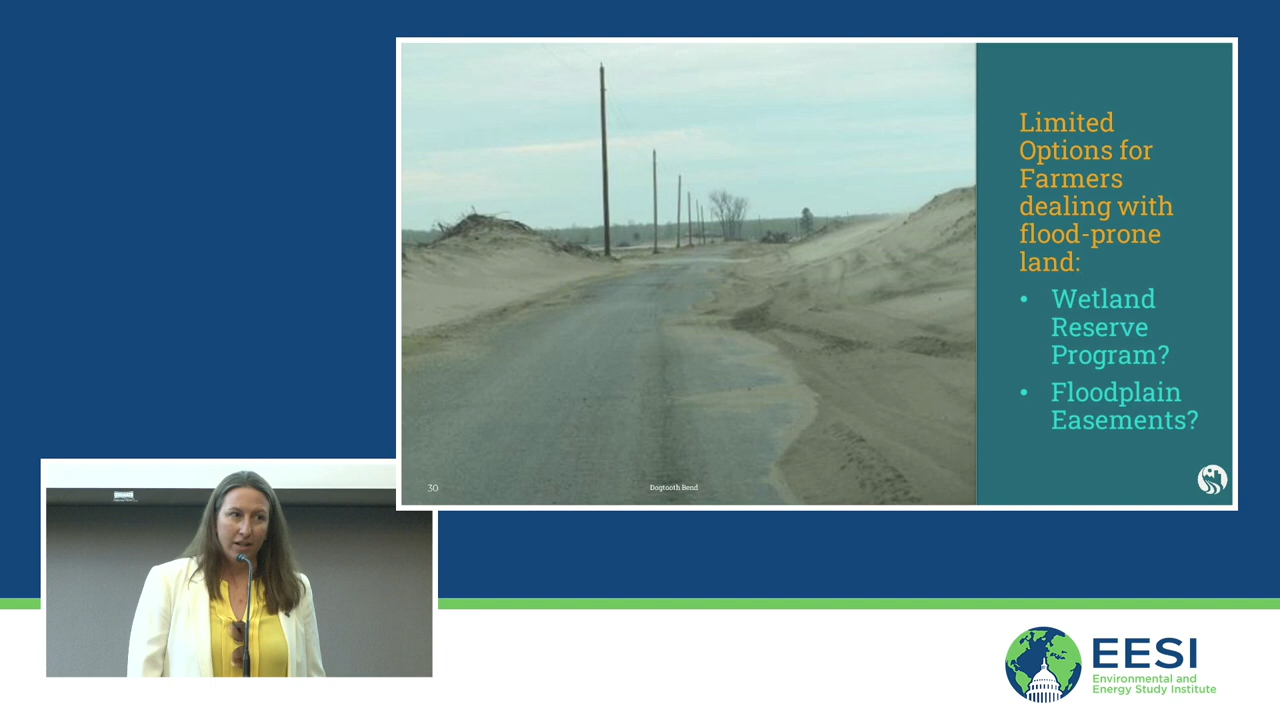 Limited
Options for
Farmers
dealing with
flood-prone
land:
• Wetland
Reserve
Program?
• Floodplain
Easements?
30
Dogtooth Bend
EESI
Environmental and
Energy Study Institute